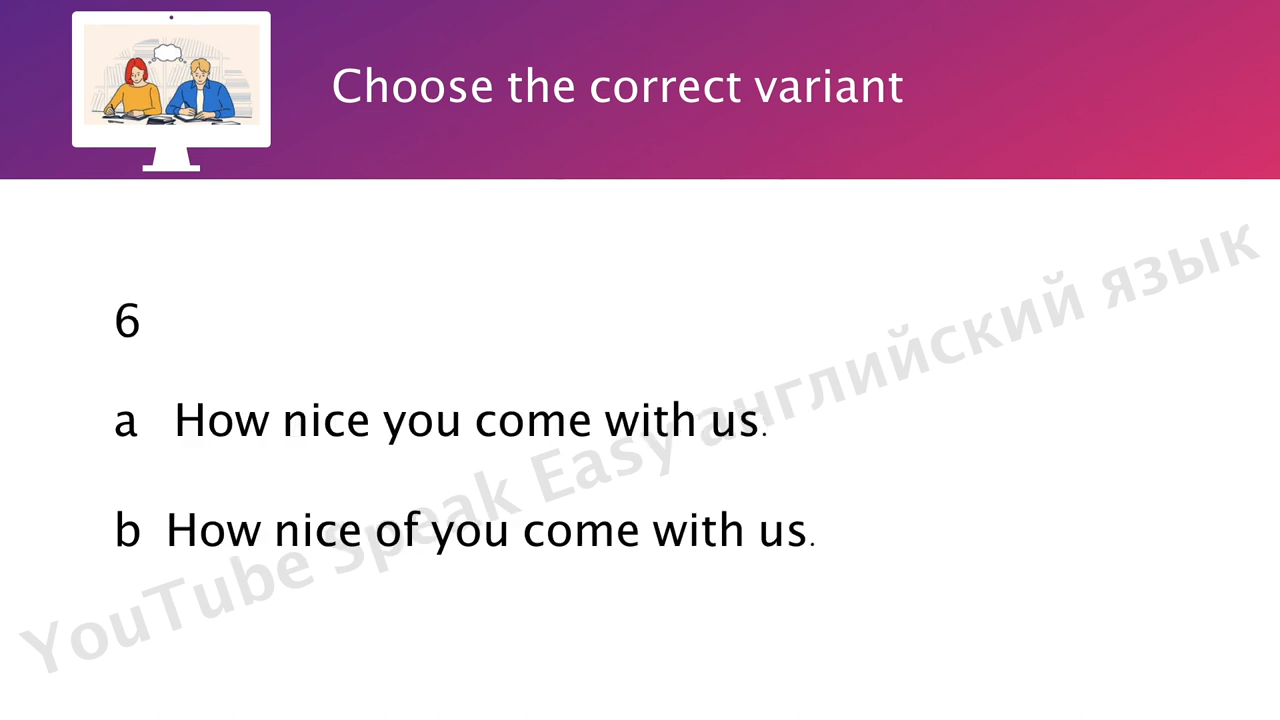 Choose the correct variant
6
a How nice you come with us.
b How nice of you come with us.
YouTube Speak Easy английский язык